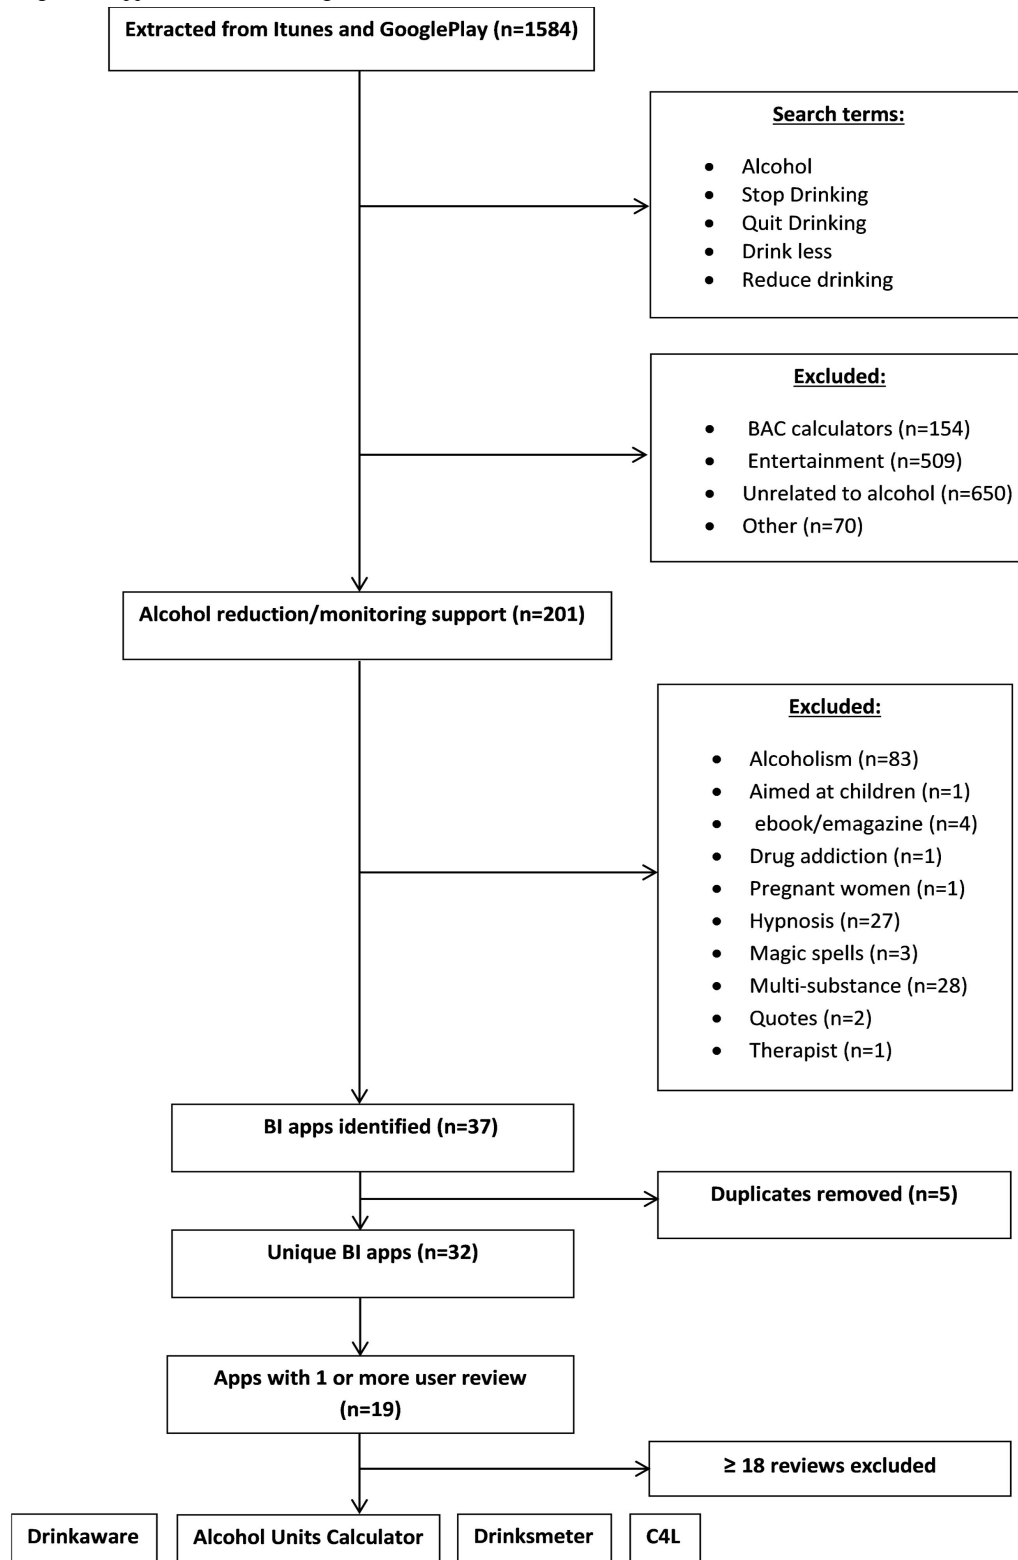 Extracted from Itunes and GooglePlay (n=1584)
Search terms:
• Alcohol
• Stop Drinking
• Quit Drinking
• Drink less
• Reduce drinking
Excluded:
• BAC calculators (n=154)
• Entertainment (n=509)
• Unrelated to alcohol (n=650)
• Other (n=70)
Alcohol reduction/monitoring support (n=201)
Excluded:
• Alcoholism (n=83)
• Aimed at children (n=1)
• ebook/emagazine (n=4)
• Drug addiction (n=1)
• Pregnant women (n=1)
• Hypnosis (n=27)
• Magic spells (n=3)
• Multi-substance (n=28)
• Quotes (n=2)
• Therapist (n=1)
BI apps identified (n=37)
Duplicates removed (n=5)
Unique BI apps (n=32)
Apps with 1 or more user review
(n=19)
≥ 18 reviews excluded
Drinkaware
Alcohol Units Calculator
Drinksmeter
C4L